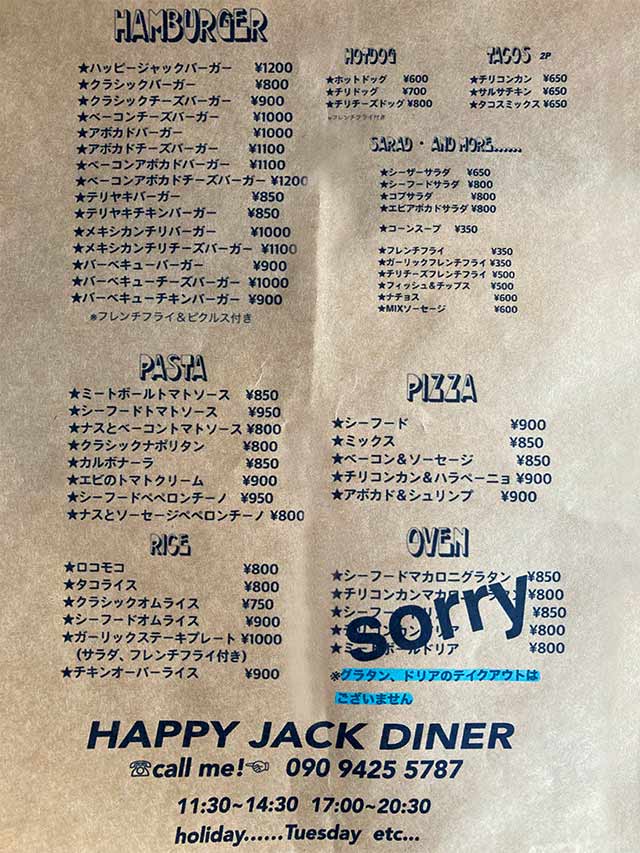 HAMBURGER
★ハッピージャックバーガー ¥1200
★クラシックバーガー ¥800
★クラシックチーズバーガー ¥900
★ベーコンチーズバーガー ¥1000
★アボカドバーガー ¥1000
★アボカドチーズバーガー ¥1100
★ベーコンアボカドバーガー ¥1100
★ベーコンアボカドチーズバーガー ¥1200
★テリヤキバーガー ¥850
★テリヤキチキンバーガー ¥850
★メキシカンチリバーガー ¥1000
★メキシカンチリチーズバーガー ¥1100
★バーベキューバーガー ¥900
★バーベキューチーズバーガー ¥1000
★バーベキューチキンバーガー ¥900
※フレンチフライ＆ピクルス付き
HOTDOG
★ホットドッグ ¥600
★チリドッグ ¥700
★チリチーズドッグ ¥800
※フレンチフライ付き
TACOS 2P
★チリコンカン ¥650
★サルサチキン ¥650
★タコスミックス ¥650
SARAD・AND MORE......
★シーザーサラダ ¥650
★シーフードサラダ ¥800
★コブサラダ ¥800
★エビアボカドサラダ ¥800
★コーンスープ ¥350
★フレンチフライ ¥350
★ガーリックフレンチフライ ¥350
★チリチーズフレンチフライ ¥500
★フィッシュ＆チップス ¥500
★ナチョス ¥600
★MIXソーセージ ¥600
PASTA
★ミートボールトマトソース ¥850
★シーフードトマトソース ¥950
★ナスとベーコントマトソース ¥800
★クラシックナポリタン ¥800
★カルボナーラ ¥850
★エビのトマトクリーム ¥900
★シーフードペペロンチーノ ¥950
★ナスとソーセージペペロンチーノ ¥800
PIZZA
★シーフード ¥900
★ミックス ¥850
★ベーコン＆ソーセージ ¥850
★チリコンカン＆ハラペーニョ ¥900
★アボカド＆シュリンプ ¥900
RICE
★ロコモコ ¥800
★タコライス ¥800
★クラシックオムライス ¥750
★シーフードオムライス ¥900
★ガーリックステーキプレート ¥1000
(サラダ、フレンチフライ付き)
★チキンオーバーライス ¥900
OVEN
★シーフードマカロニグラタン ¥850
★チリコンカンマカロニ ¥800
★シーフード ¥850
¥800
ドリア ¥800
sorry
※グラタン、ドリアのテイクアウトは
ございません
HAPPY JACK DINER
☎call me!☜ 090 9425 5787
11:30~14:30 17:00~20:30
holiday......Tuesday etc...